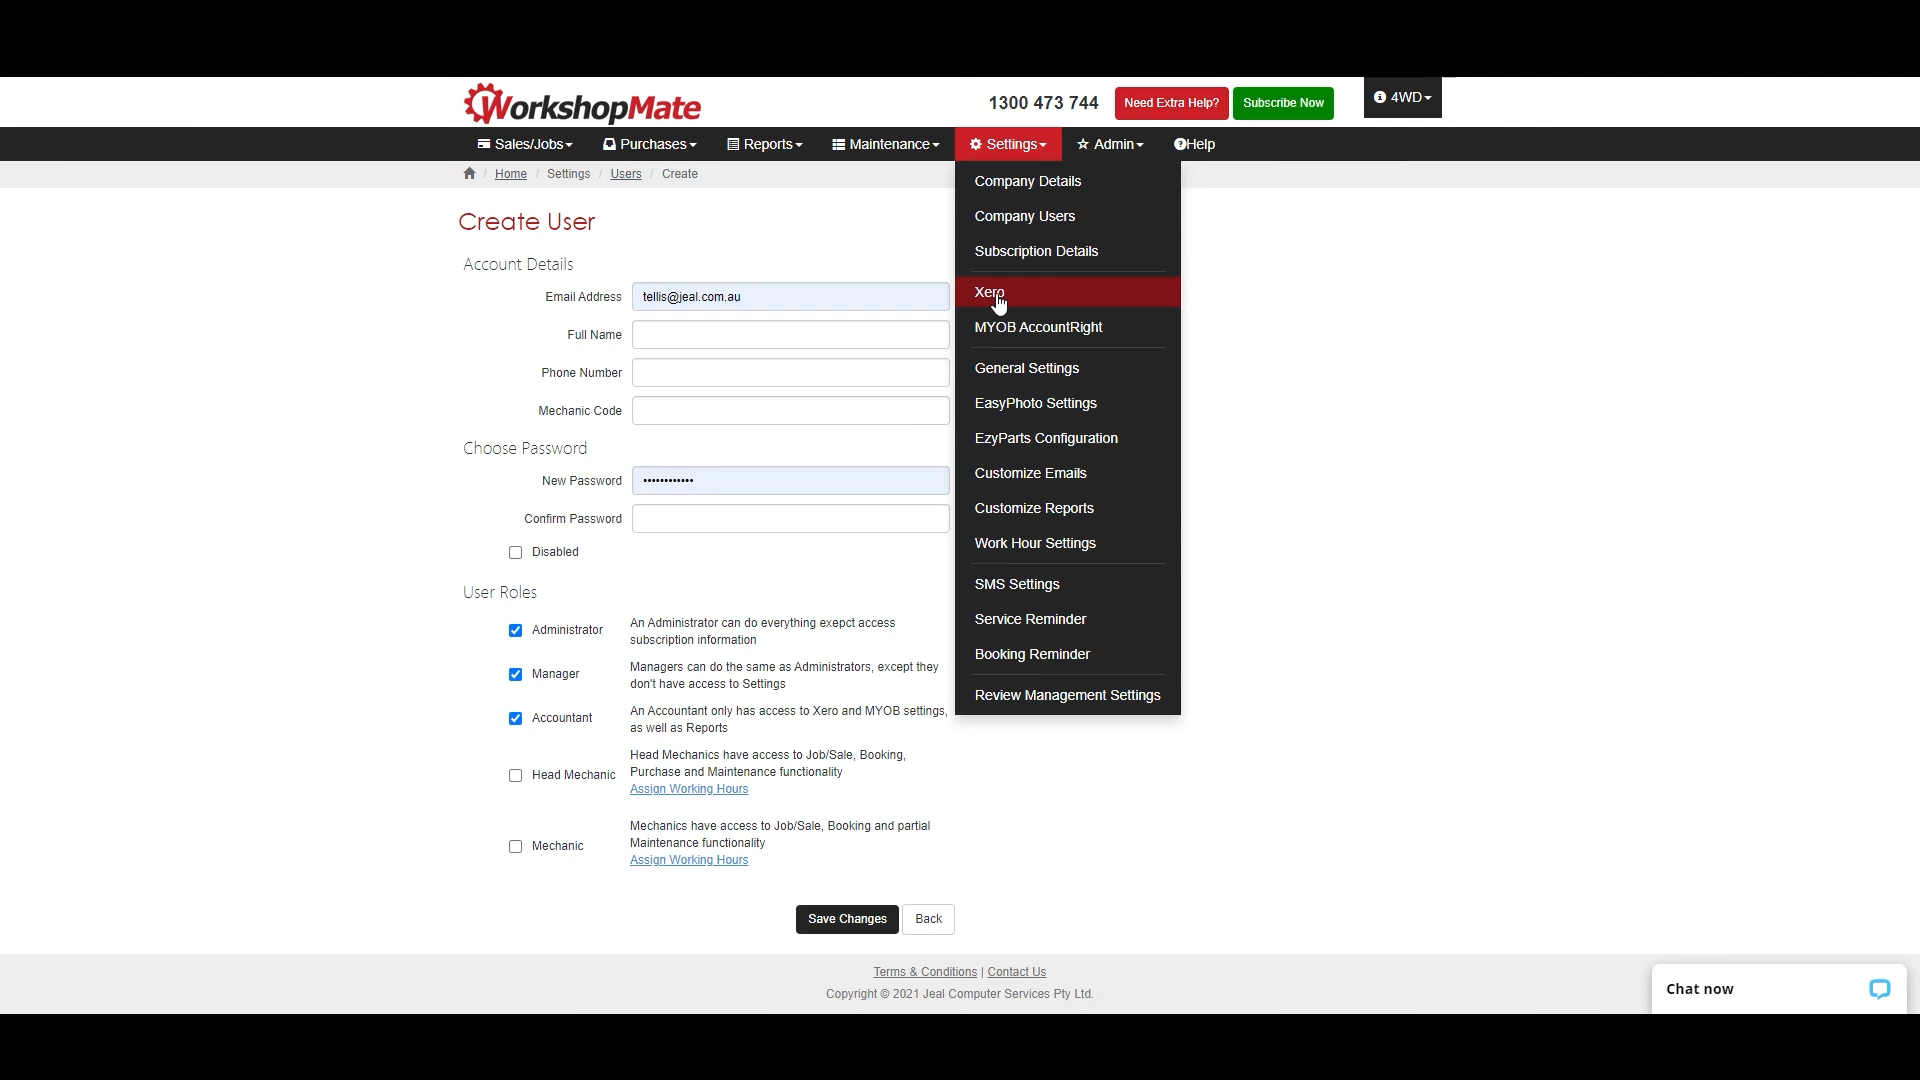 WorkshopMate
1300 473 744
Need Extra Help?
Subscribe Now
4WD
Sales/Jobs
Purchases
Reports
Maintenance
Settings
Admin
Help
/ Home / Settings / Users / Create
Company Details
Company Users
Subscription Details
Xero
MYOB AccountRight
General Settings
EasyPhoto Settings
EzyParts Configuration
Customize Emails
Customize Reports
Work Hour Settings
SMS Settings
Service Reminder
Booking Reminder
Review Management Settings
Create User
Account Details
Email Address tellis@jeal.com.au
Full Name
Phone Number
Mechanic Code
Choose Password
New Password ••••••••••••
Confirm Password
Disabled
User Roles
Administrator
An Administrator can do everything exepct access
subscription information
Manager
Managers can do the same as Administrators, except they
don't have access to Settings
Accountant
An Accountant only has access to Xero and MYOB settings,
as well as Reports
Head Mechanic
Head Mechanics have access to Job/Sale, Booking,
Purchase and Maintenance functionality
Assign Working Hours
Mechanic
Mechanics have access to Job/Sale, Booking and partial
Maintenance functionality
Assign Working Hours
Save Changes
Back
Terms & Conditions | Contact Us
Copyright © 2021 Jeal Computer Services Pty Ltd.
Chat now